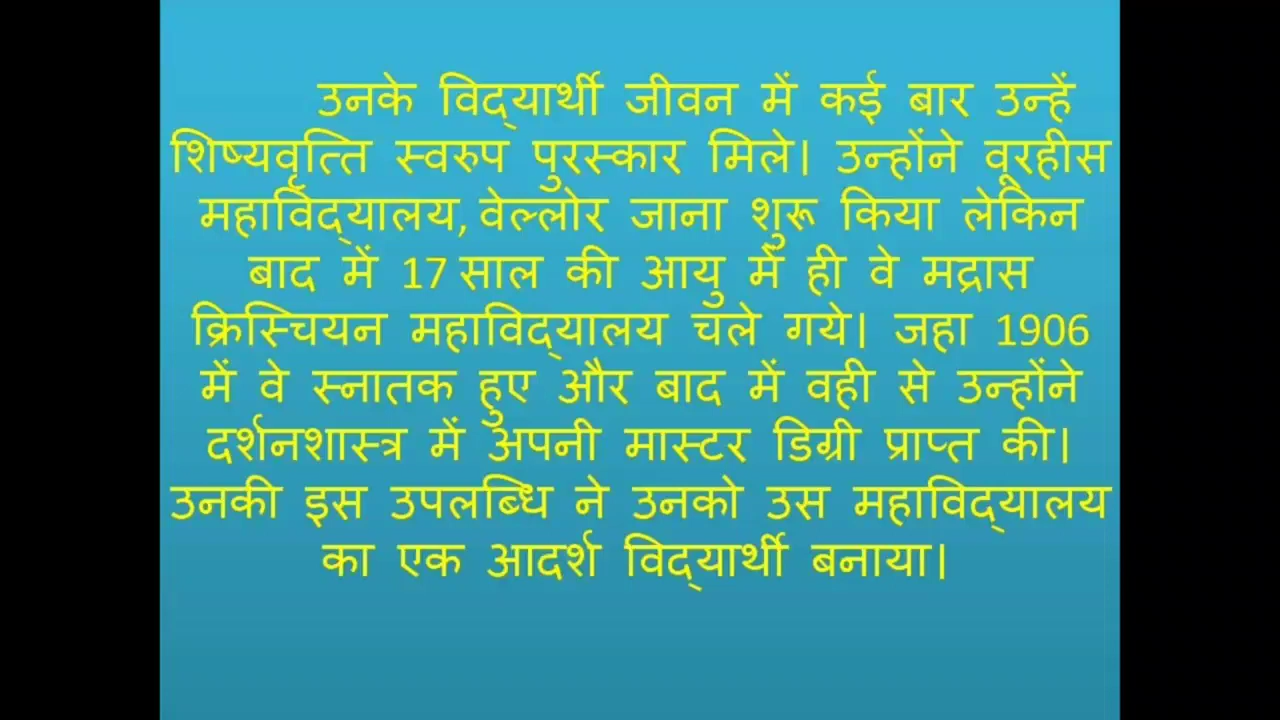 उनके विद्यार्थी जीवन में कई बार उन्हें
शिष्यवृत्ति स्वरुप पुरस्कार मिले। उन्होंने वूरहीस
महाविद्यालय, वेल्लोर जाना शुरू किया लेकिन
बाद में 17 साल की आयु में ही वे मद्रास
क्रिस्चियन महाविद्यालय चले गये। जहा 1906
में वे स्नातक हुए और बाद में वही से उन्होंने
दर्शनशास्त्र में अपनी मास्टर डिग्री प्राप्त की।
उनकी इस उपलब्धि ने उनको उस महाविद्यालय
का एक आदर्श विद्यार्थी बनाया।